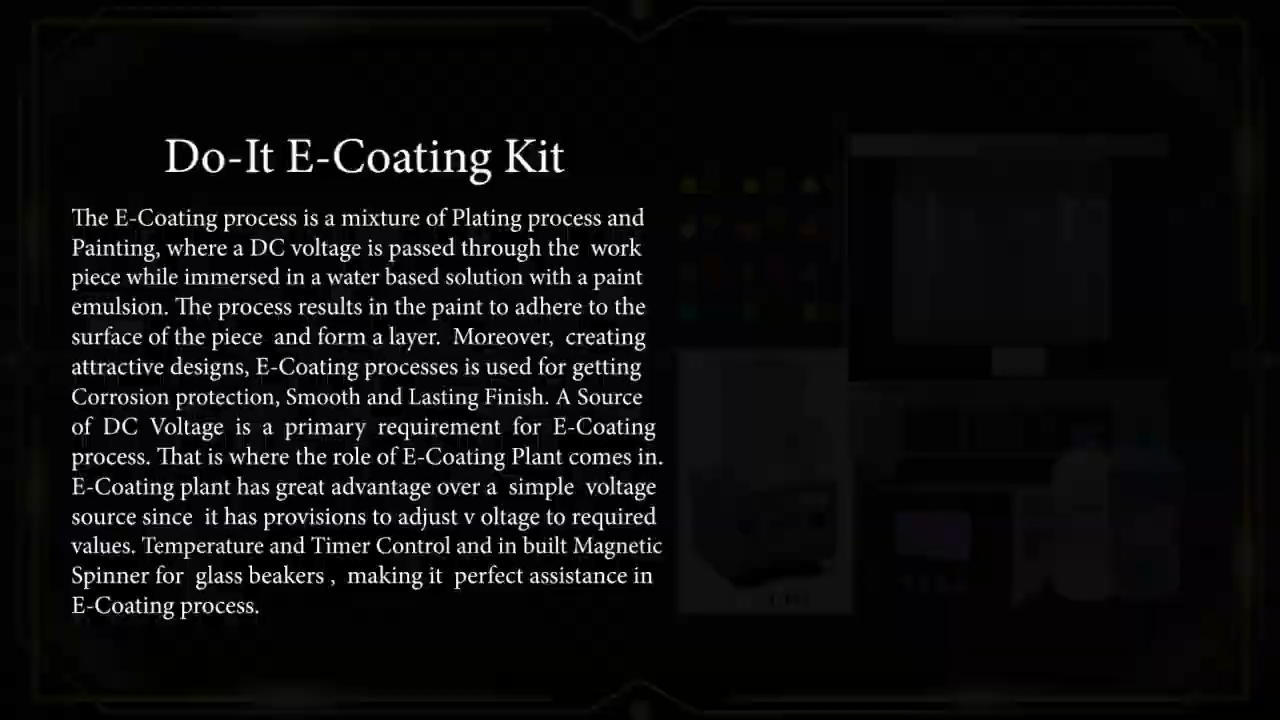 Do-It E-Coating Kit
The E-Coating process is a mixture of Plating process and
Painting, where a DC voltage is passed through the work
piece while immersed in a water based solution with a paint
emulsion. The process results in the paint to adhere to the
surface of the piece and form a layer. Moreover, creating
attractive designs, E-Coating processes is used for getting
Corrosion protection, Smooth and Lasting Finish. A Source
of DC Voltage is a primary requirement for E-Coating
process. That is where the role of E-Coating Plant comes in.
E-Coating plant has great advantage over a simple voltage
source since it has provisions to adjust v oltage to required
values. Temperature and Timer Control and in built Magnetic
Spinner for glass beakers , making it perfect assistance in
E-Coating process.